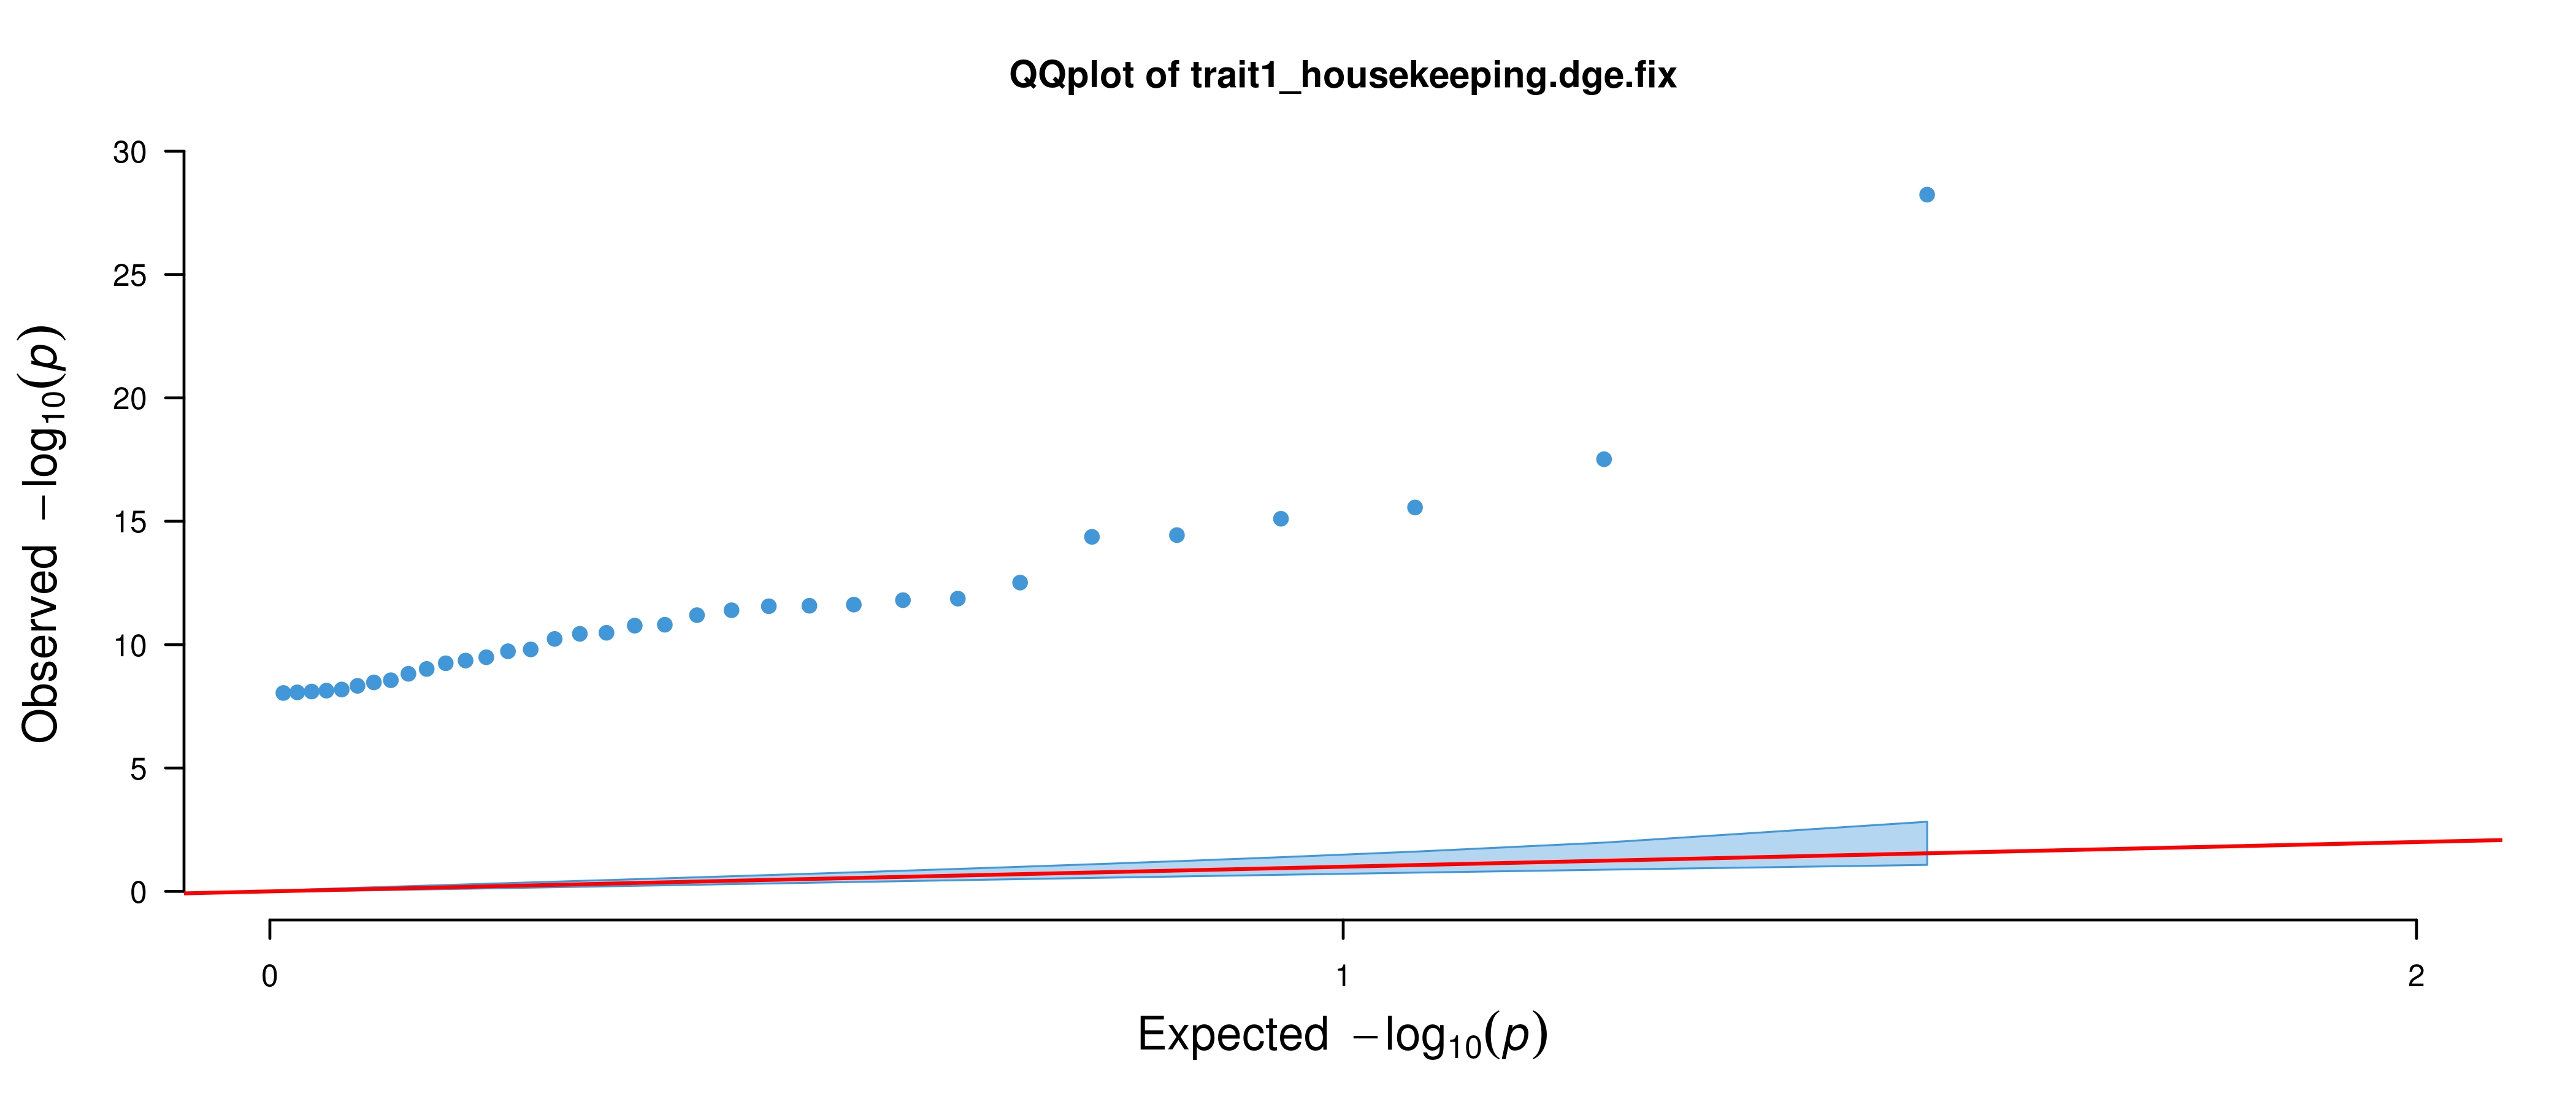 QQplot of trait1_housekeeping.dge.fix
30
25
20
15
10
5
0
Observed −log10(p)
0 1 2
Expected −log10(p)